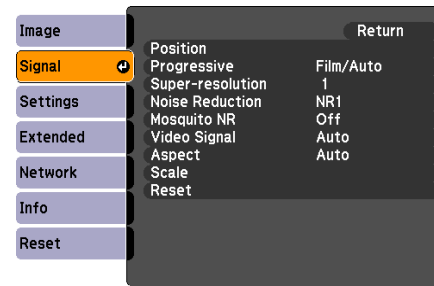 Image
Signal
Settings
Extended
Network
Info
Reset
Return
Position
Progressive Film/Auto
Super-resolution 1
Noise Reduction NR1
Mosquito NR Off
Video Signal Auto
Aspect Auto
Scale
Reset